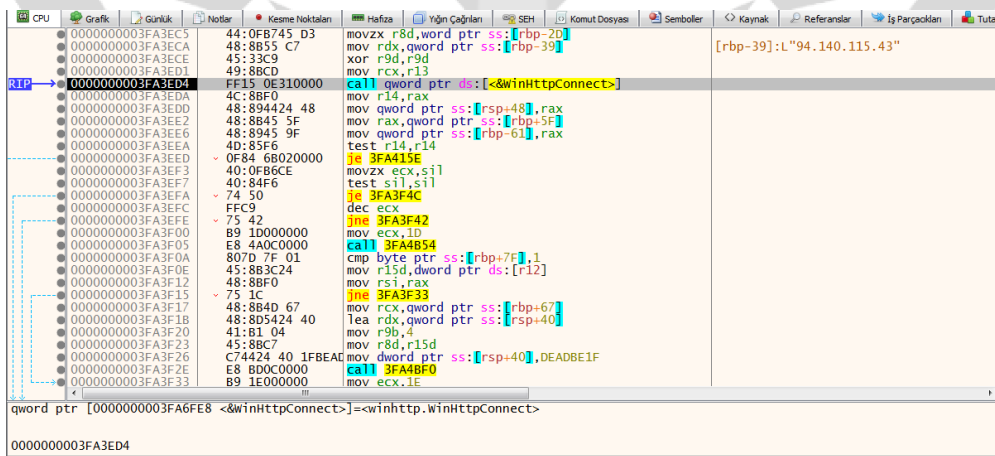 CPU Grafik Günlük Notlar Kesme Noktaları Hafıza Yığın Çağrıları SEH Komut Dosyası Semboller Kaynak Referanslar İş Parçacıkları Tuta
0000000003FA3EC5 44:0FB745 D3 movzx r8d,word ptr ss:[rbp-2D]
0000000003FA3ECA 48:8B55 C7 mov rdx,qword ptr ss:[rbp-39] [rbp-39]:L"94.140.115.43"
0000000003FA3ECE 45:33C9 xor r9d,r9d
0000000003FA3ED1 49:8BCD mov rcx,r13
RIP 0000000003FA3ED4 FF15 0E310000 call qword ptr ds:[<&WinHttpConnect>]
0000000003FA3EDA 4C:8BF0 mov r14,rax
0000000003FA3EDD 48:894424 48 mov qword ptr ss:[rsp+48],rax
0000000003FA3EE2 48:8B45 5F mov rax,qword ptr ss:[rbp+5F]
0000000003FA3EE6 48:8945 9F mov qword ptr ss:[rbp-61],rax
0000000003FA3EEA 4D:85F6 test r14,r14
0000000003FA3EED 0F84 6B020000 je 3FA415E
0000000003FA3EF3 40:0FB6CE movzx ecx,sil
0000000003FA3EF7 40:84F6 test sil,sil
0000000003FA3EFA 74 50 je 3FA3F4C
0000000003FA3EFC FFC9 dec ecx
0000000003FA3EFE 75 42 jne 3FA3F42
0000000003FA3F00 B9 1D000000 mov ecx,1D
0000000003FA3F05 E8 4A0C0000 call 3FA4B54
0000000003FA3F0A 807D 7F 01 cmp byte ptr ss:[rbp+7F],1
0000000003FA3F0E 45:8B3C24 mov r15d,dword ptr ds:[r12]
0000000003FA3F12 48:8BF0 mov rsi,rax
0000000003FA3F15 75 1C jne 3FA3F33
0000000003FA3F17 48:8B4D 67 mov rcx,qword ptr ss:[rbp+67]
0000000003FA3F1B 48:8D5424 40 lea rdx,qword ptr ss:[rsp+40]
0000000003FA3F20 41:B1 04 mov r9b,4
0000000003FA3F23 45:8BC7 mov r8d,r15d
0000000003FA3F26 C74424 40 1FBEAD mov dword ptr ss:[rsp+40],DEADBE1F
0000000003FA3F2E E8 BD0C0000 call 3FA4BF0
0000000003FA3F33 B9 1E000000 mov ecx,1E
qword ptr [0000000003FA6FE8 <&WinHttpConnect>]=<winhttp.WinHttpConnect>
0000000003FA3ED4